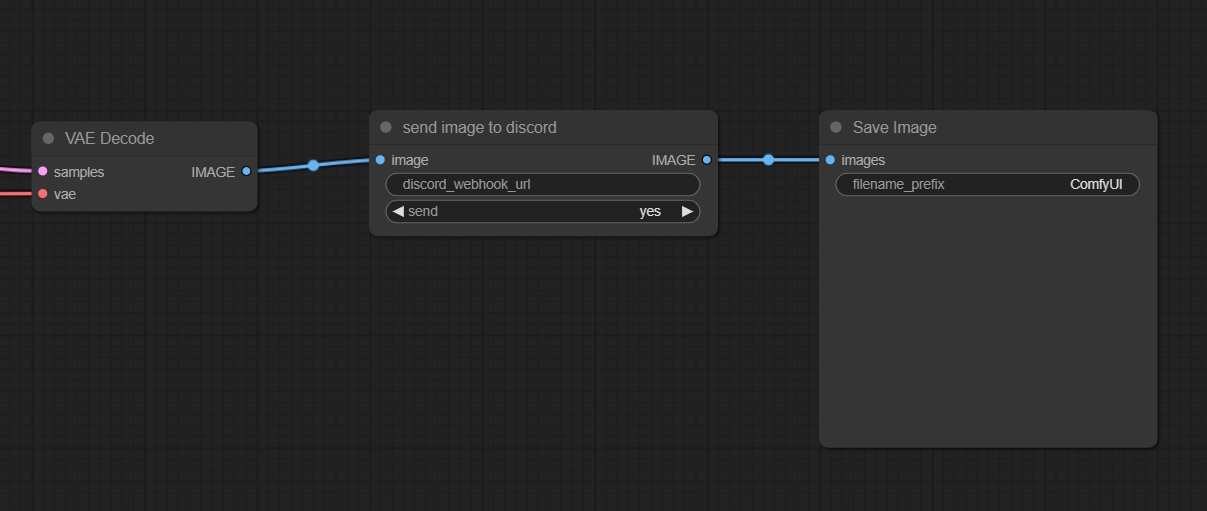 VAE Decode
samples
IMAGE
vae
send image to discord
image
IMAGE
discord_webhook_url
send
yes
Save Image
images
filename_prefix
ComfyUI